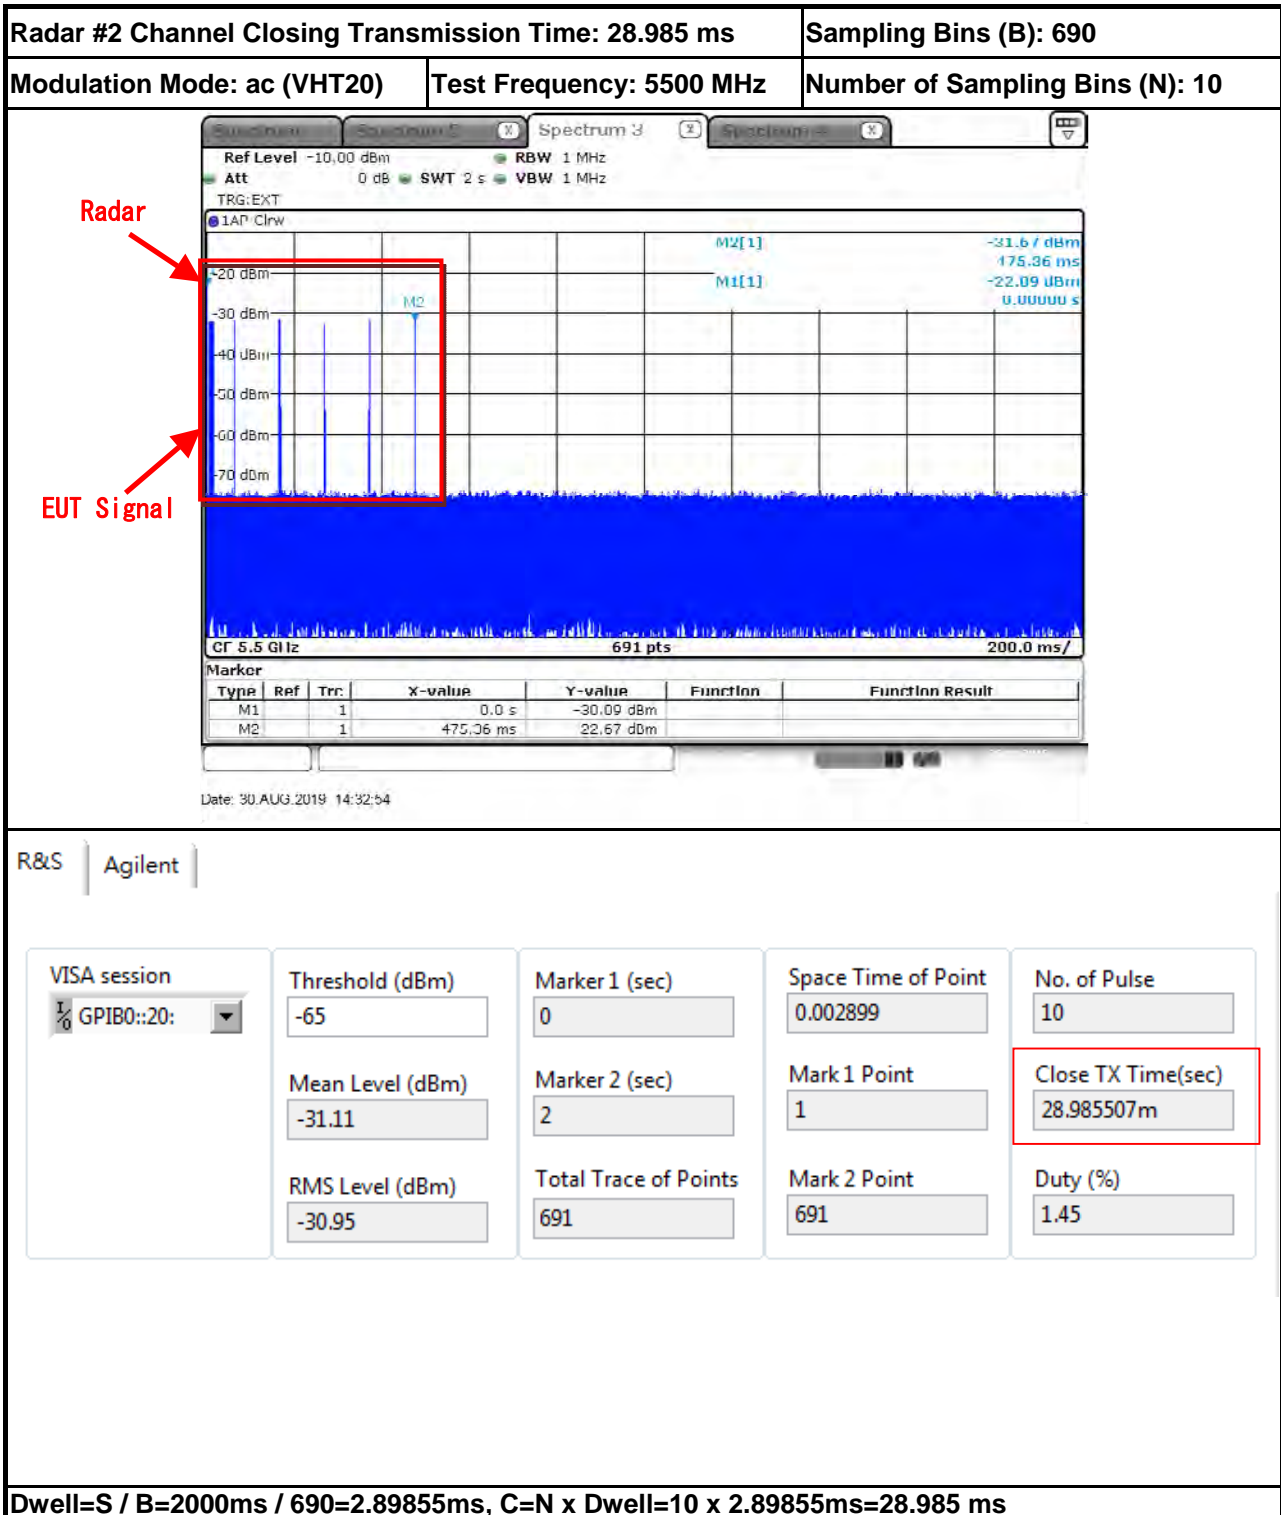 Radar #2 Channel Closing Transmission Time: 28.985 ms
Sampling Bins (B): 690
Modulation Mode: ac (VHT20)
Test Frequency: 5500 MHz
Number of Sampling Bins (N): 10
Spectrum 3
Ref Level -10.00 dBm
RBW 1 MHz
Att 0 dB SWT 2 s VBW 1 MHz
TRG:EXT
1AP Clrw
Radar
M2[1] -31.67 dBm
475.36 ms
M1[1] -22.09 dBm
0.00000 s
-20 dBm
M2
-30 dBm
-40 dBm
-50 dBm
-60 dBm
-70 dBm
EUT Signal
CF 5.5 GHz 691 pts 200.0 ms/
Marker
Type Ref Trc X-value Y-value Function Function Result
M1 1 0.0 s -30.09 dBm
M2 1 475.36 ms 22.67 dBm
Date: 30.AUG.2019 14:32:54
R&S Agilent
VISA session
GPIB0::20:
Threshold (dBm)
-65
Mean Level (dBm)
-31.11
RMS Level (dBm)
-30.95
Marker 1 (sec)
0
Marker 2 (sec)
2
Total Trace of Points
691
Space Time of Point
0.002899
Mark 1 Point
1
Mark 2 Point
691
No. of Pulse
10
Close TX Time(sec)
28.985507m
Duty (%)
1.45
Dwell=S / B=2000ms / 690=2.89855ms, C=N x Dwell=10 x 2.89855ms=28.985 ms